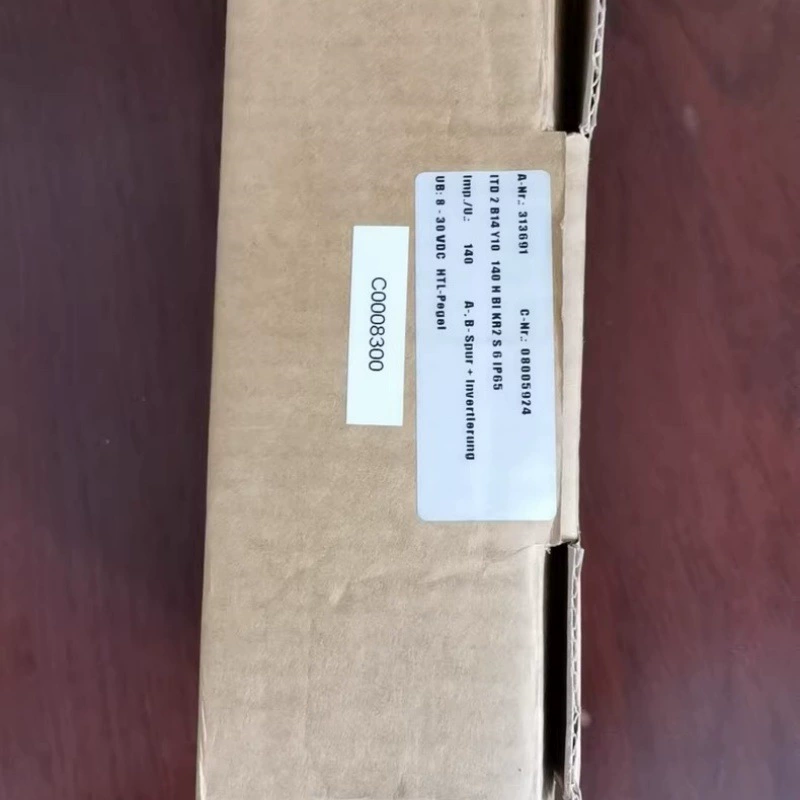 A-Nr.: 313691 C-Nr.: 08005924
ITD 2 B14 Y10 140 H BI KR2 S 6 IP65
Imp./U.: 140 A-, B- Spur + Invertierung
UB: 8 - 30 VDC HTL-Pegel
C0008300